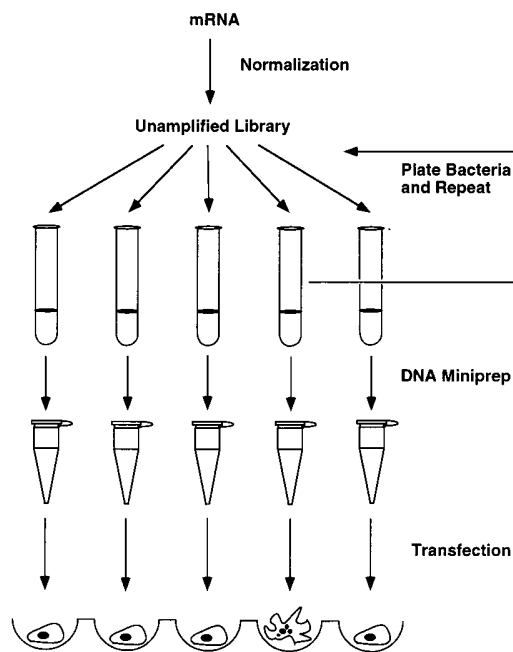 mRNA
Normalization
Unamplified Library
Plate Bacteria
and Repeat
DNA Miniprep
Transfection